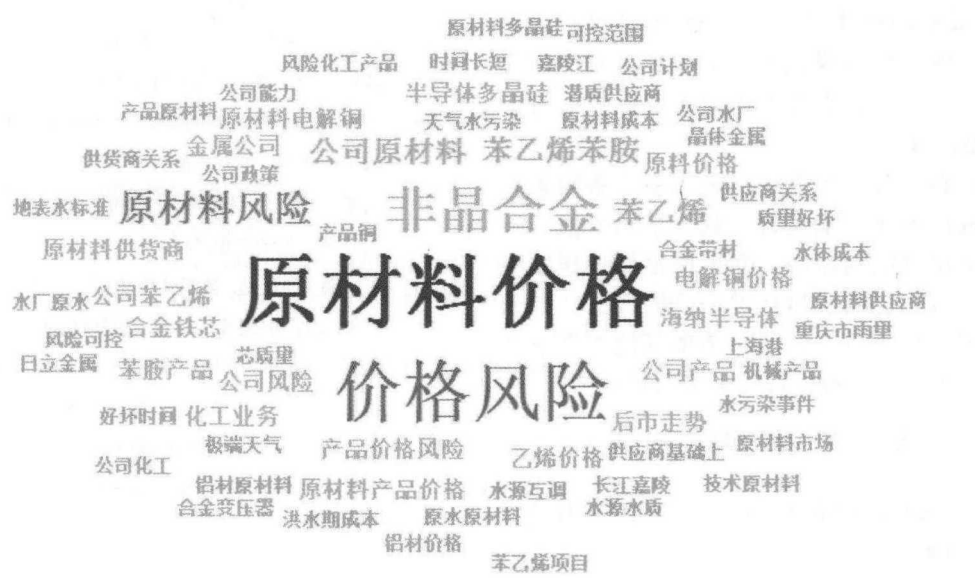 原材料多晶硅 可控范围
风险化工产品 时间长短 嘉陵江 公司计划
公司能力 半导体多晶硅 潜质供应商
产品原材料 原材料电解铜 天气水污染 原材料成本 公司水厂
供货商关系 金属公司 公司原材料 苯乙烯苯胺 原料价格 晶体金属
公司政策
地表水标准 原材料风险 非晶合金 苯乙烯 供应商关系
产品铜 质量好坏
原材料供货商 合金带材 水体成本
原材料价格 电解铜价格
水厂原水 公司苯乙烯 原材料供应商
风险可控 合金铁芯 海纳半导体 重庆市雨量
日立金属 芯质量 上海港
苯胺产品 公司风险 价格风险 公司产品 机械产品
好坏时间 化工业务 后市走势 水污染事件
极端天气 产品价格风险 乙烯价格 供应商基础上 原材料市场
公司化工
铝材原材料 原材料产品价格 水源互调 长江嘉陵 技术原材料
合金变压器 洪水期成本 原水原材料 水源水质
铝材价格
苯乙烯项目